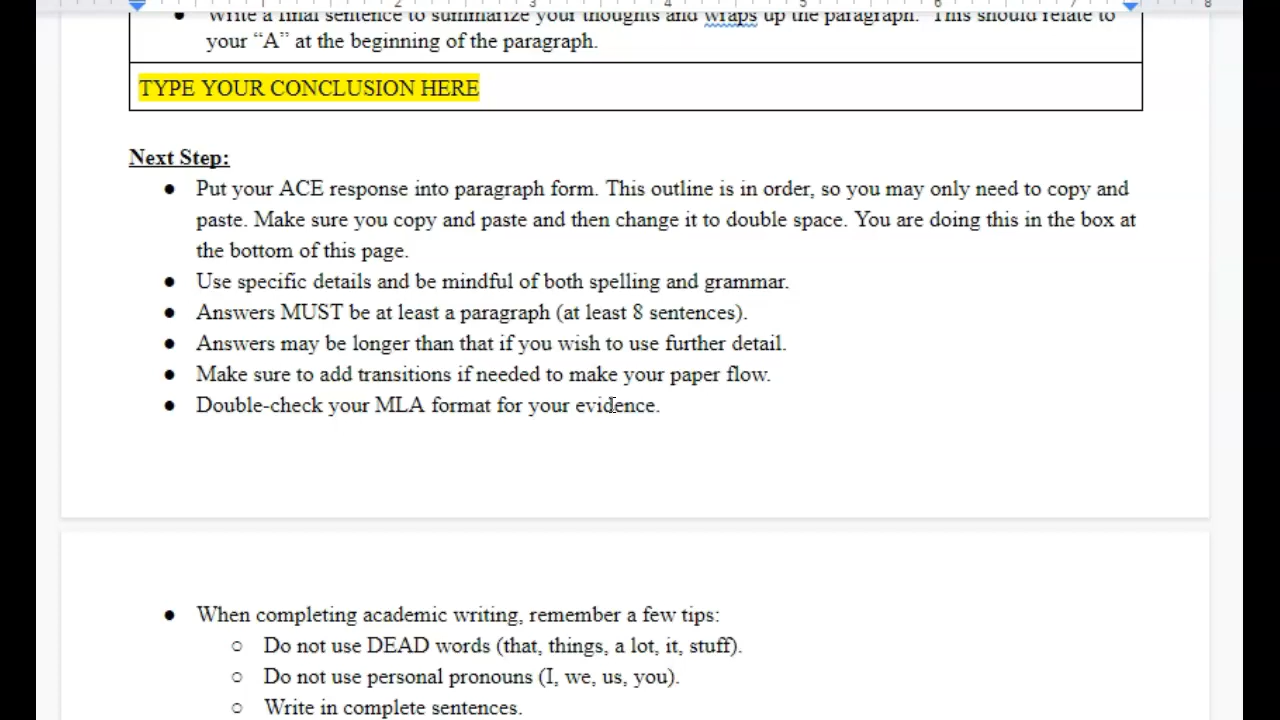 2 3 4 5 6 7 8
● Write a final sentence to summarize your thoughts and wraps up the paragraph. This should relate to
your “A” at the beginning of the paragraph.
TYPE YOUR CONCLUSION HERE
Next Step:
● Put your ACE response into paragraph form. This outline is in order, so you may only need to copy and
paste. Make sure you copy and paste and then change it to double space. You are doing this in the box at
the bottom of this page.
● Use specific details and be mindful of both spelling and grammar.
● Answers MUST be at least a paragraph (at least 8 sentences).
● Answers may be longer than that if you wish to use further detail.
● Make sure to add transitions if needed to make your paper flow.
● Double-check your MLA format for your evidence.
● When completing academic writing, remember a few tips:
○ Do not use DEAD words (that, things, a lot, it, stuff).
○ Do not use personal pronouns (I, we, us, you).
○ Write in complete sentences.